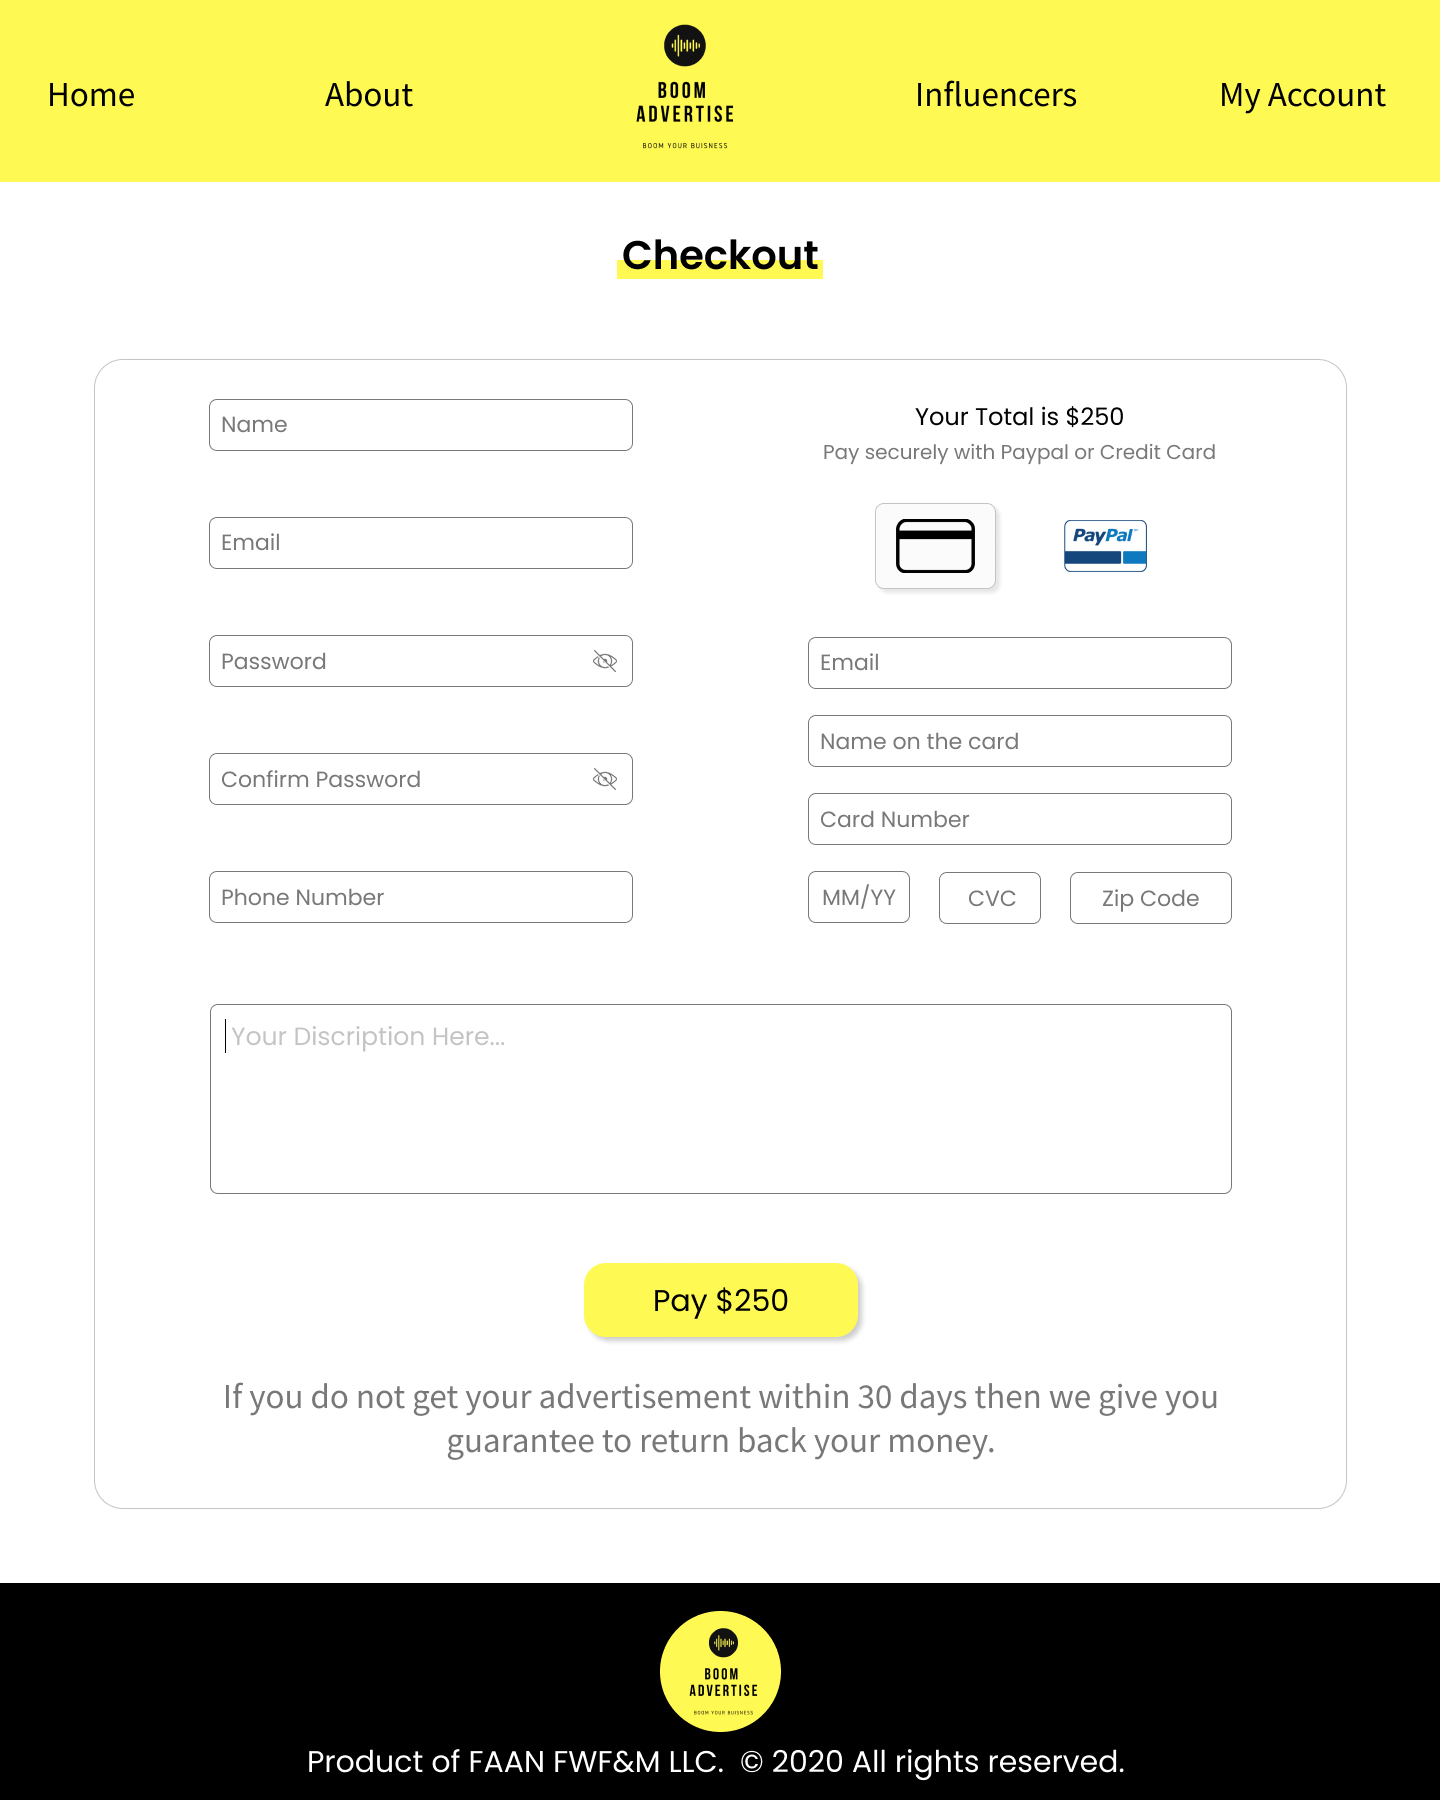 Home
About
BOOM
ADVERTISE
BOOM YOUR BUISNESS
Influencers
My Account
Checkout
Name
Email
Password
Confirm Password
Phone Number
Your Total is $250
Pay securely with Paypal or Credit Card
PayPal
Email
Name on the card
Card Number
MM/YY
CVC
Zip Code
Your Discription Here...
Pay $250
If you do not get your advertisement within 30 days then we give you
guarantee to return back your money.
BOOM
ADVERTISE
BOOM YOUR BUISNESS
Product of FAAN FWF&M LLC. © 2020 All rights reserved.